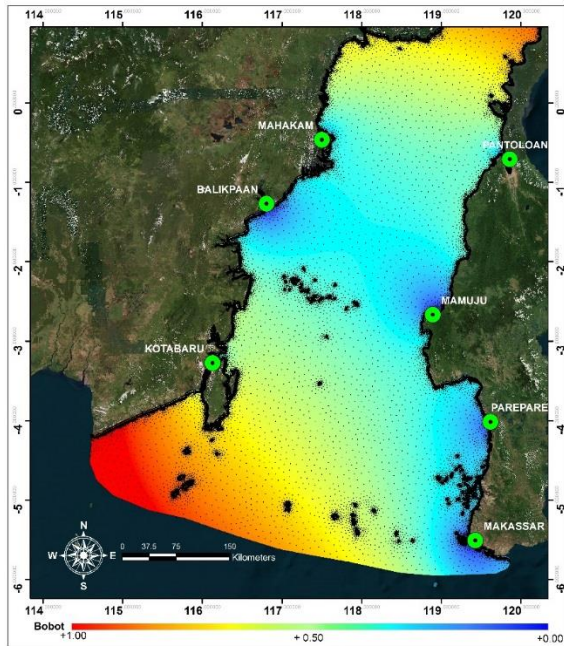 114 115 116 117 118 119 120
0
MAHAKAM
PANTOLOAN
-1
BALIKPAAN
-2
MAMUJU
-3
KOTABARU
-4
PAREPARE
-5
MAKASSAR
N
W E
S
0 37.5 75 150
Kilometers
-6
114 115 116 117 118 119 120
Bobot
+1.00 + 0.50 +0.00